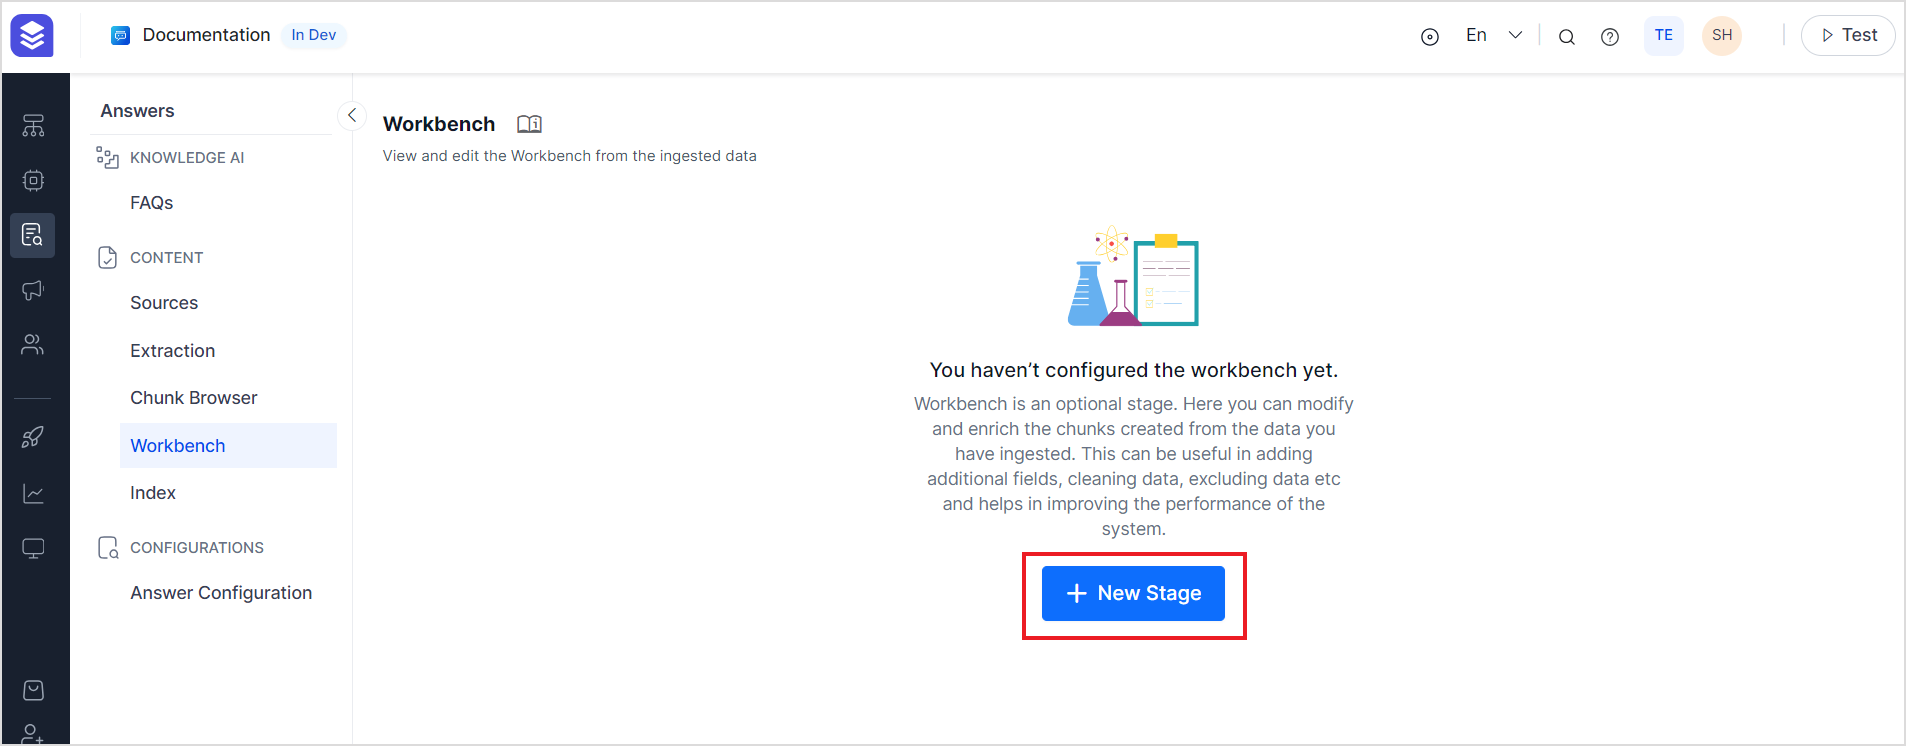 Documentation In Dev
En
TE
SH
Test
Answers
KNOWLEDGE AI
FAQs
CONTENT
Sources
Extraction
Chunk Browser
Workbench
Index
CONFIGURATIONS
Answer Configuration
Workbench
View and edit the Workbench from the ingested data
You haven’t configured the workbench yet.
Workbench is an optional stage. Here you can modify
and enrich the chunks created from the data you
have ingested. This can be useful in adding
additional fields, cleaning data, excluding data etc
and helps in improving the performance of the
system.
+ New Stage